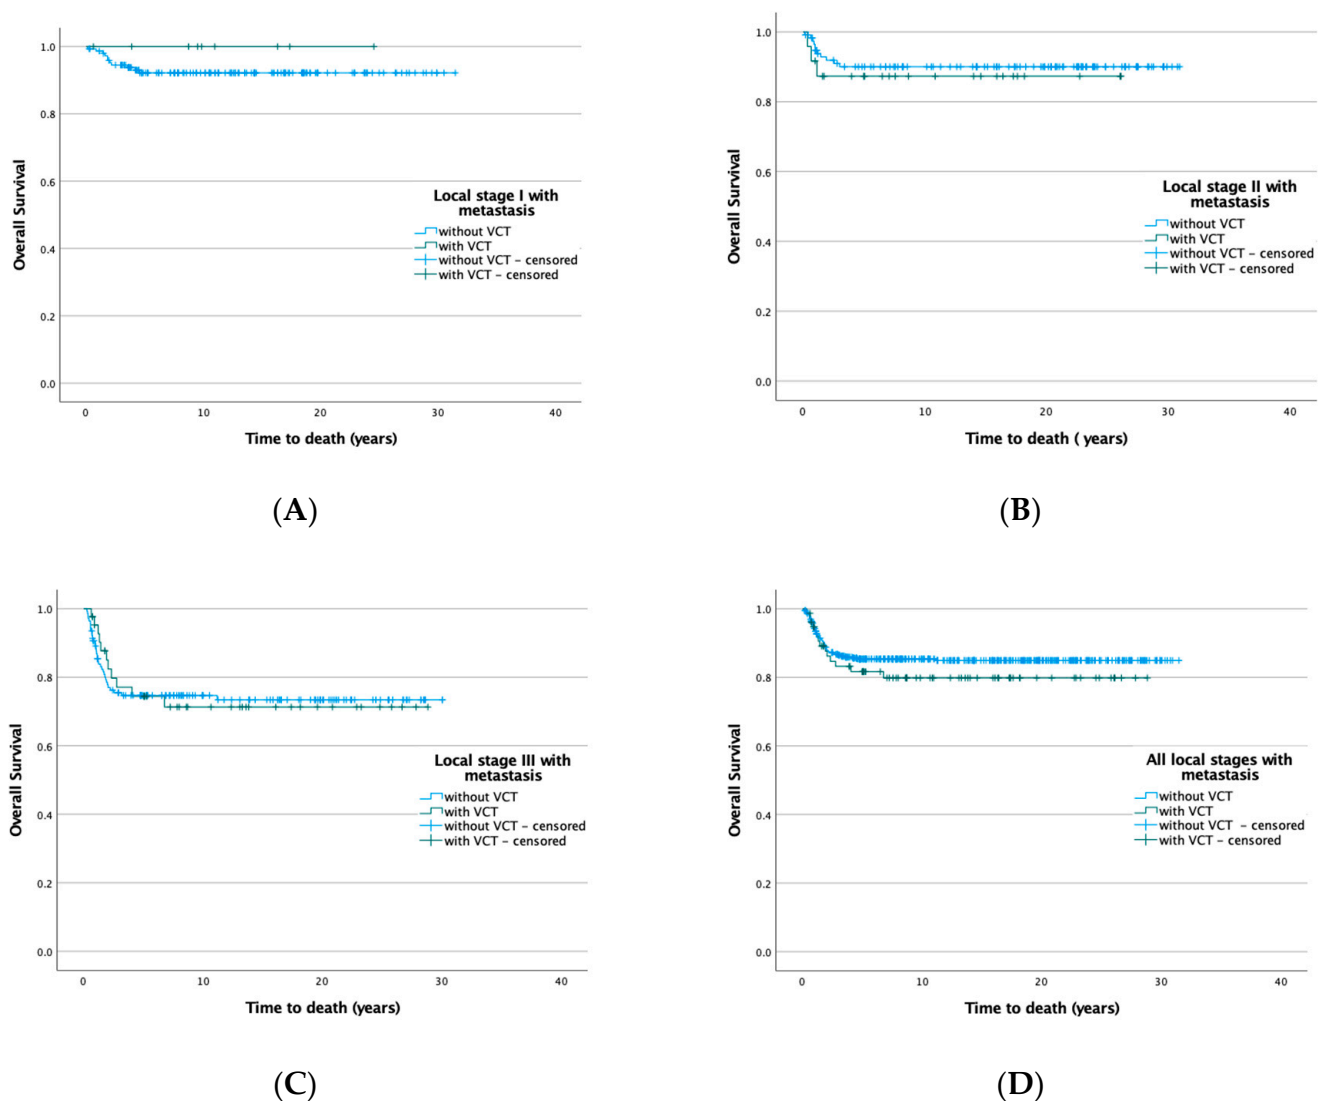 1.0
0.8
0.6
0.4
0.2
0.0
Overall Survival
Local stage I with
metastasis
without VCT
with VCT
without VCT – censored
with VCT – censored
0 10 20 30 40
Time to death (years)
(A)
1.0
0.8
0.6
0.4
0.2
0.0
Overall Survival
Local stage II with
metastasis
without VCT
with VCT
without VCT – censored
with VCT – censored
0 10 20 30 40
Time to death ( years)
(B)
1.0
0.8
0.6
0.4
0.2
0.0
Overall Survival
Local stage III with
metastasis
without VCT
with VCT
without VCT – censored
with VCT – censored
0 10 20 30 40
Time to death (years)
(C)
1.0
0.8
0.6
0.4
0.2
0.0
Overall Survival
All local stages with
metastasis
without VCT
with VCT
without VCT – censored
with VCT – censored
0 10 20 30 40
Time to death (years)
(D)